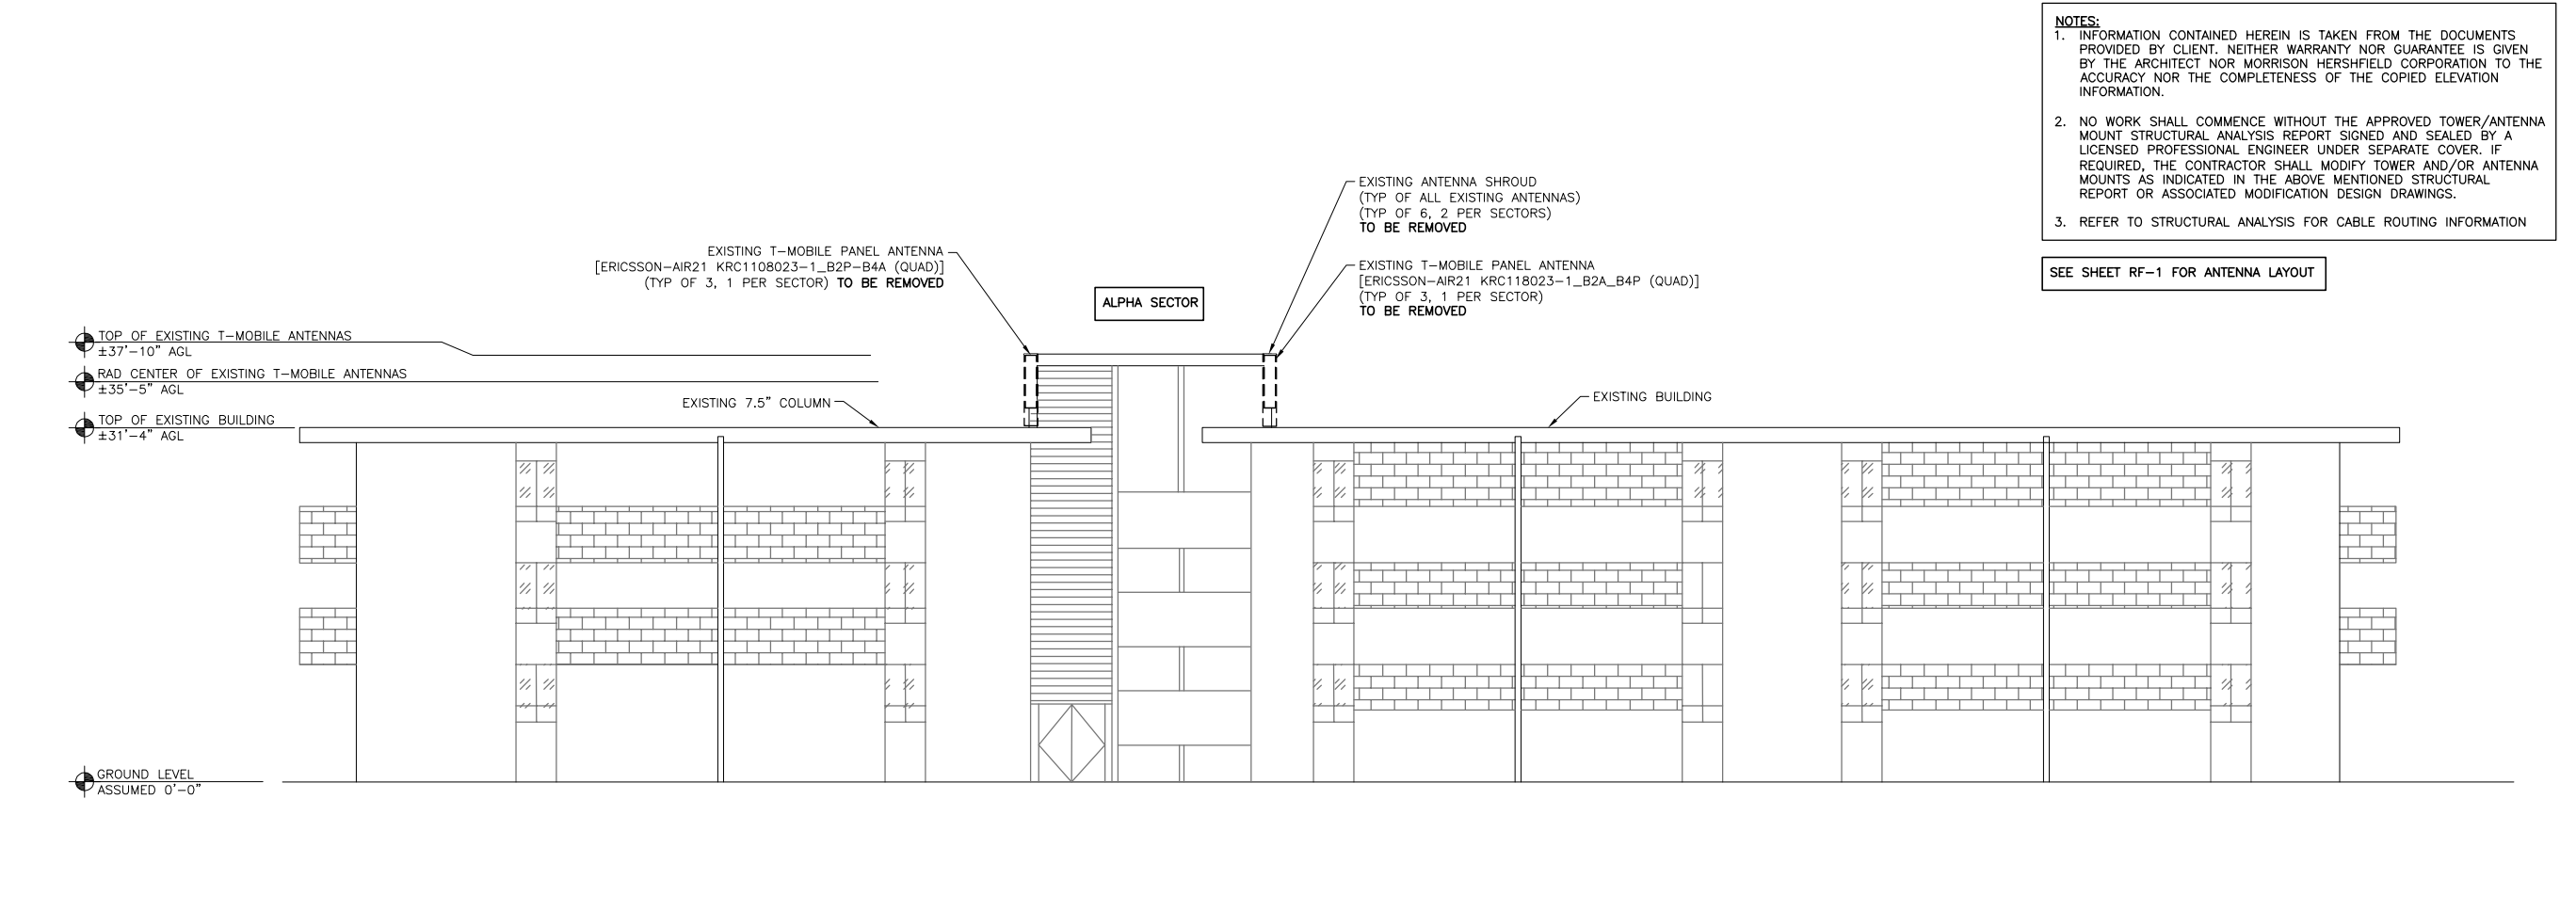 NOTES:
1. INFORMATION CONTAINED HEREIN IS TAKEN FROM THE DOCUMENTS
PROVIDED BY CLIENT. NEITHER WARRANTY NOR GUARANTEE IS GIVEN
BY THE ARCHITECT NOR MORRISON HERSHFIELD CORPORATION TO THE
ACCURACY NOR THE COMPLETENESS OF THE COPIED ELEVATION
INFORMATION.
2. NO WORK SHALL COMMENCE WITHOUT THE APPROVED TOWER/ANTENNA
MOUNT STRUCTURAL ANALYSIS REPORT SIGNED AND SEALED BY A
LICENSED PROFESSIONAL ENGINEER UNDER SEPARATE COVER. IF
REQUIRED, THE CONTRACTOR SHALL MODIFY TOWER AND/OR ANTENNA
MOUNTS AS INDICATED IN THE ABOVE MENTIONED STRUCTURAL
REPORT OR ASSOCIATED MODIFICATION DESIGN DRAWINGS.
3. REFER TO STRUCTURAL ANALYSIS FOR CABLE ROUTING INFORMATION
SEE SHEET RF-1 FOR ANTENNA LAYOUT
EXISTING ANTENNA SHROUD
(TYP OF ALL EXISTING ANTENNAS)
(TYP OF 6, 2 PER SECTORS)
TO BE REMOVED
EXISTING T-MOBILE PANEL ANTENNA
[ERICSSON-AIR21 KRC1108023-1_B2P-B4A (QUAD)]
(TYP OF 3, 1 PER SECTOR) TO BE REMOVED
EXISTING T-MOBILE PANEL ANTENNA
[ERICSSON-AIR21 KRC118023-1_B2A_B4P (QUAD)]
(TYP OF 3, 1 PER SECTOR)
TO BE REMOVED
ALPHA SECTOR
TOP OF EXISTING T-MOBILE ANTENNAS
±37'-10" AGL
RAD CENTER OF EXISTING T-MOBILE ANTENNAS
±35'-5" AGL
EXISTING 7.5" COLUMN
EXISTING BUILDING
TOP OF EXISTING BUILDING
±31'-4" AGL
GROUND LEVEL
ASSUMED 0'-0"